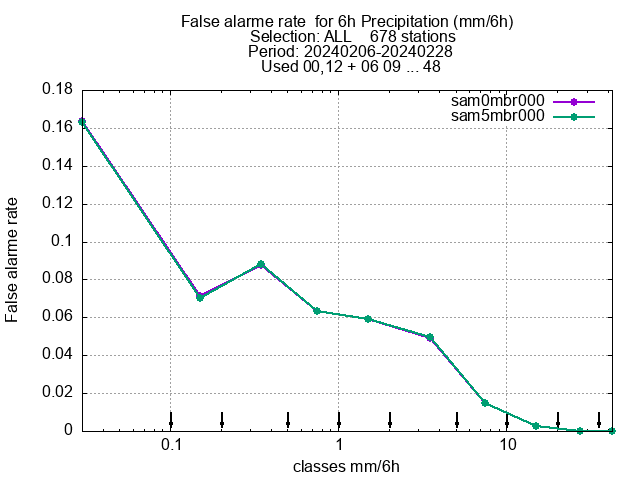 False alarme rate  for 6h Precipitation (mm/6h)
Selection: ALL    678 stations
Period: 20240206-20240228
Used 00,12 + 06 09 ... 48
sam0mbr000
sam5mbr000
0.18
0.16
0.14
0.12
0.1
0.08
0.06
0.04
0.02
0
False alarme rate
0.1
1
10
classes mm/6h